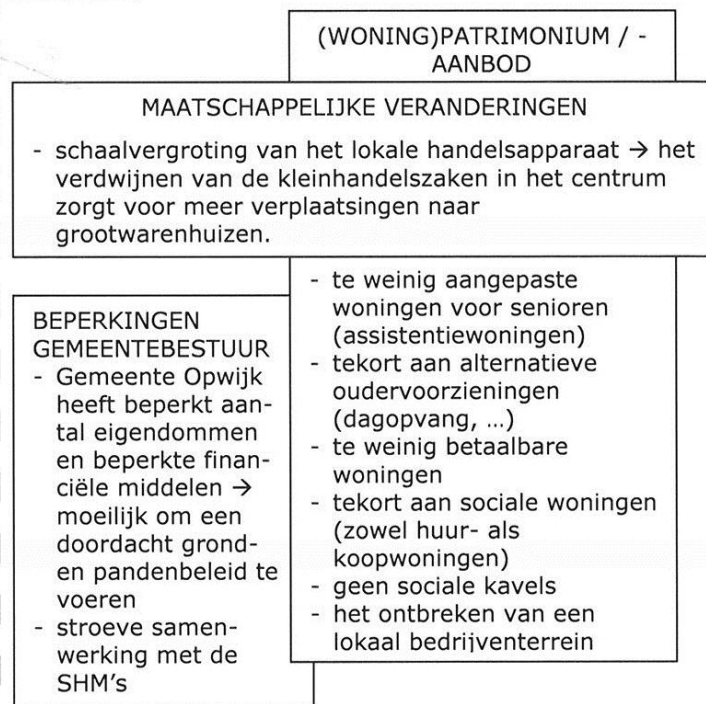 (WONING)PATRIMONIUM / -
AANBOD
MAATSCHAPPELIJKE VERANDERINGEN
- schaalvergroting van het lokale handelsapparaat → het
verdwijnen van de kleinhandelszaken in het centrum
zorgt voor meer verplaatsingen naar
grootwarenhuizen.
BEPERKINGEN
GEMEENTEBESTUUR
- Gemeente Opwijk
heeft beperkt aan-
tal eigendommen
en beperkte finan-
ciële middelen →
moeilijk om een
doordacht grond-
en pandenbeleid te
voeren
- stroeve samen-
werking met de
SHM's
- te weinig aangepaste
woningen voor senioren
(assistentiewoningen)
- tekort aan alternatieve
oudervoorzieningen
(dagopvang, …)
- te weinig betaalbare
woningen
- tekort aan sociale woningen
(zowel huur- als
koopwoningen)
- geen sociale kavels
- het ontbreken van een
lokaal bedrijventerrein